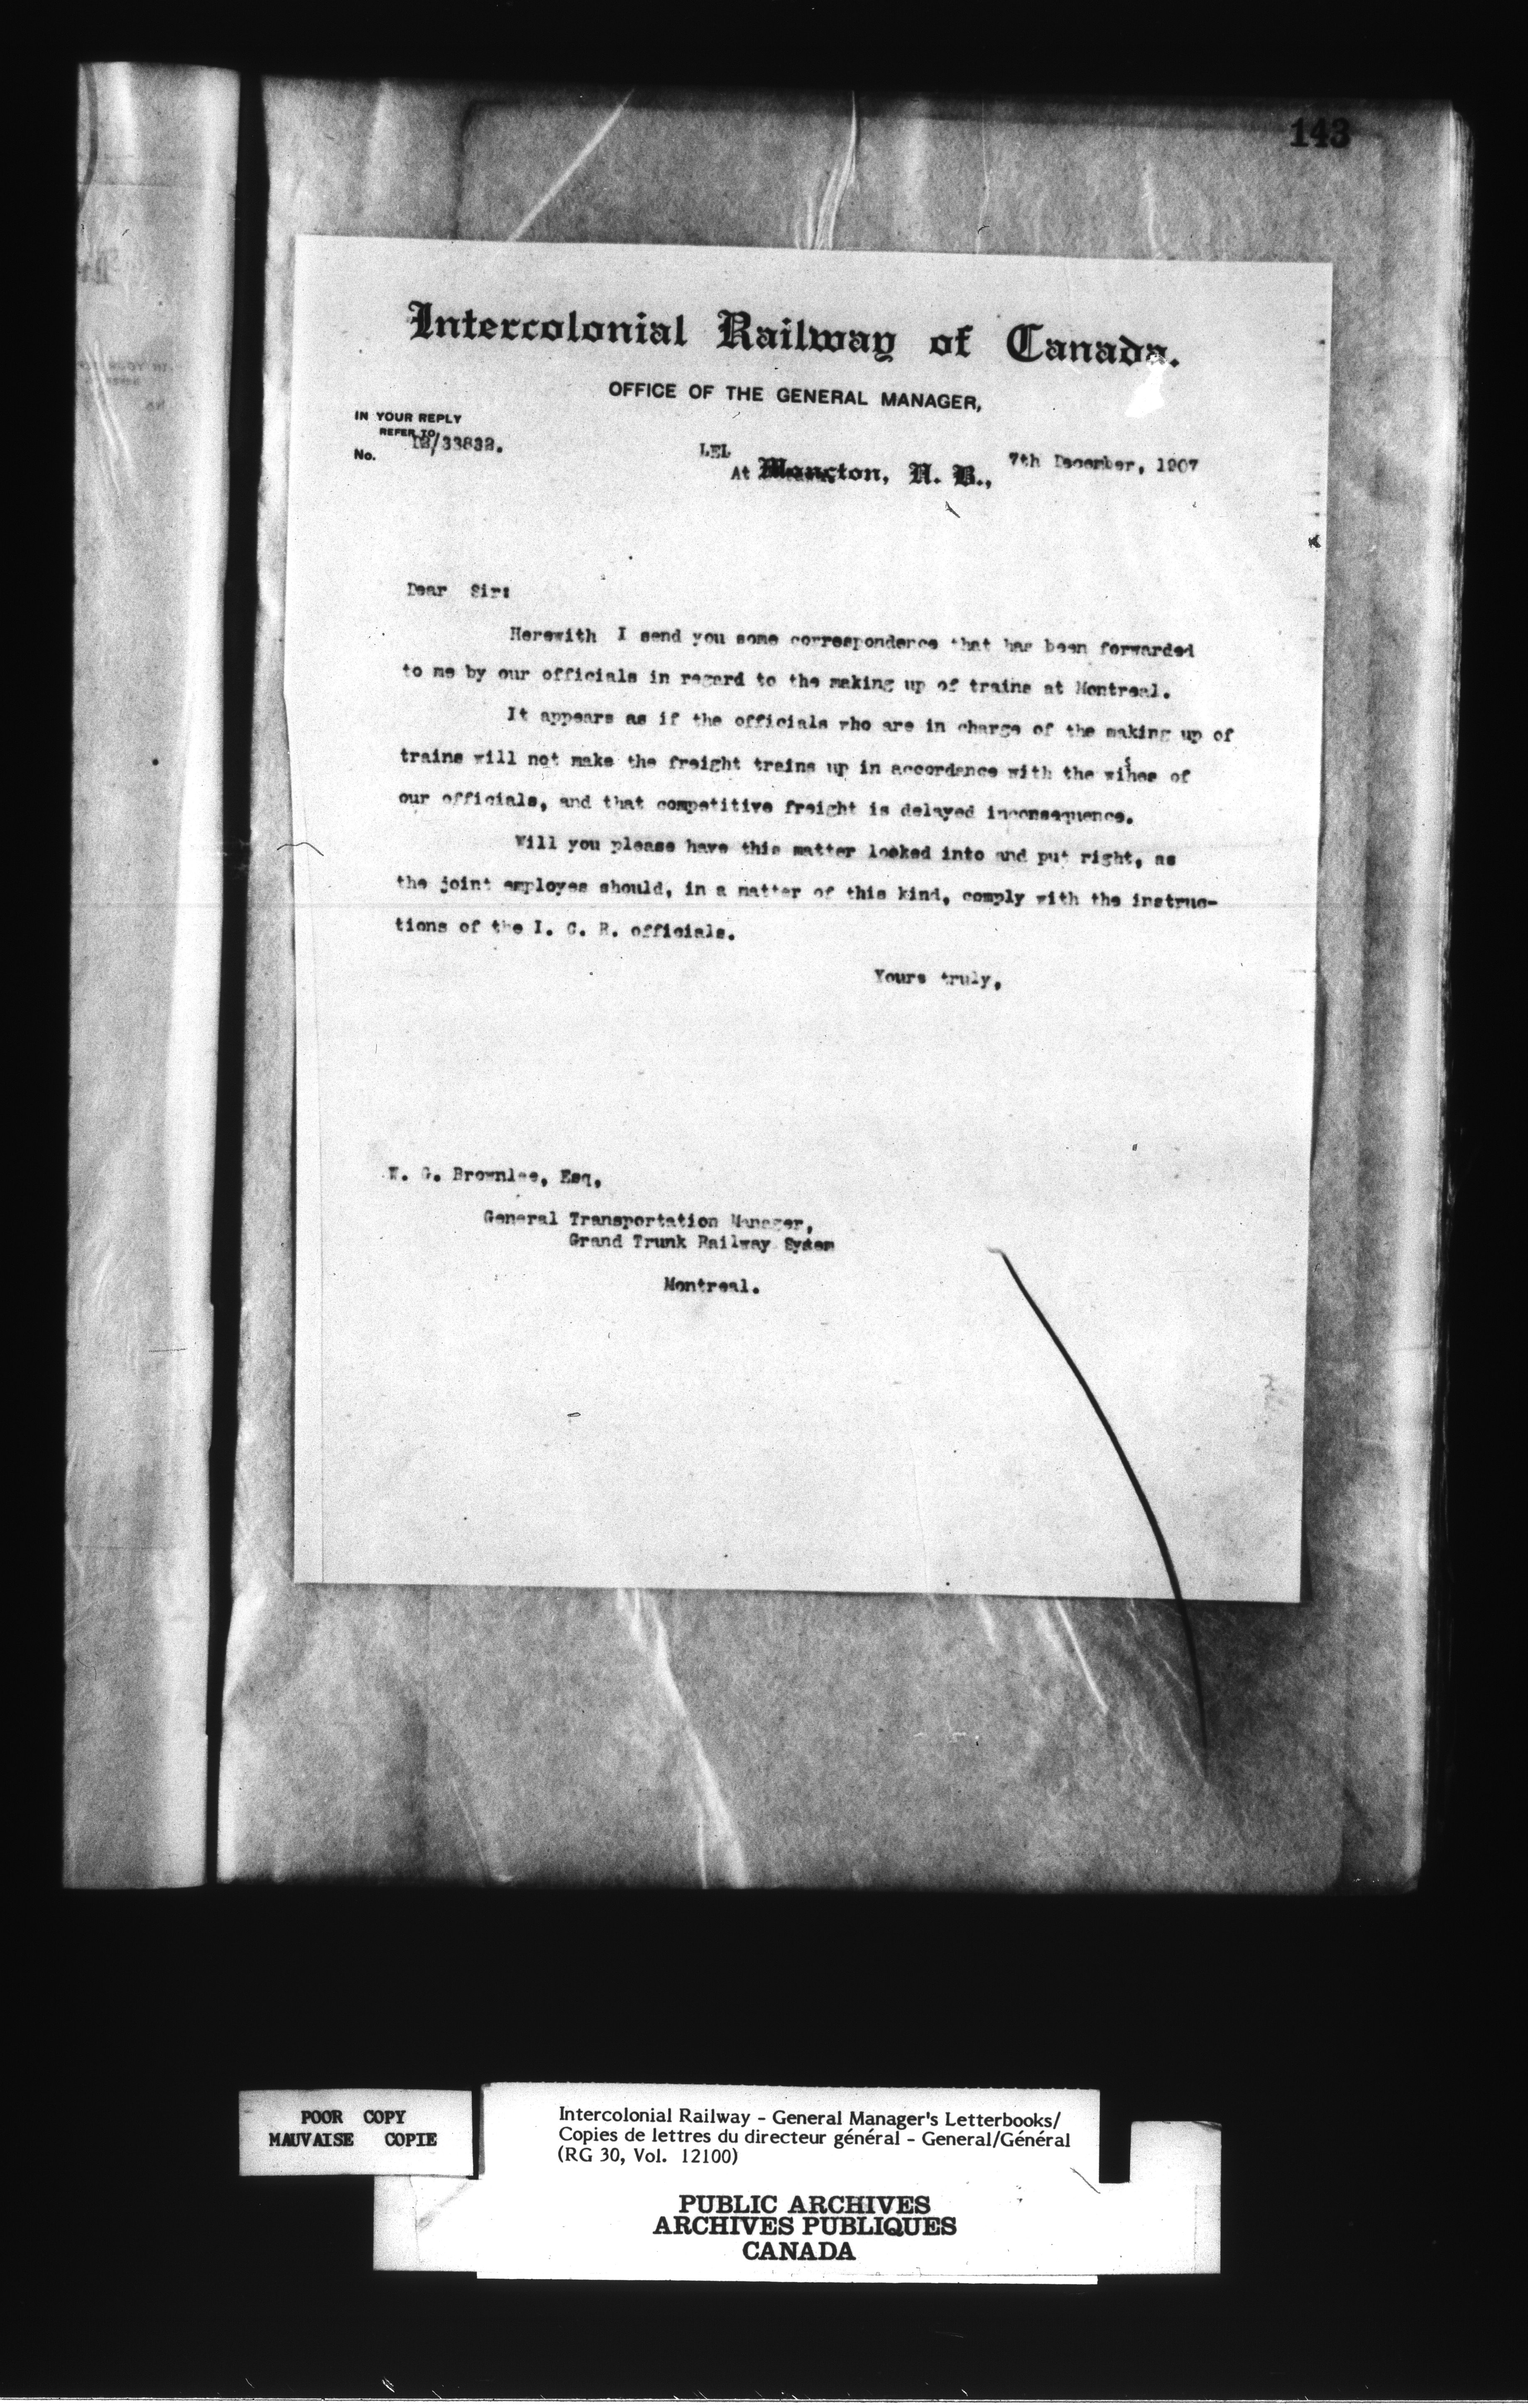 143
Intercolonial Railway of Canada.
OFFICE OF THE GENERAL MANAGER,
IN YOUR REPLY
REFER TO
No. 12/33832.
LEL
At Moncton, N. B., 7th December, 1907
Dear Sir:
Herewith I send you some correspondence that has been forwarded
to me by our officials in regard to the making up of trains at Montreal.
It appears as if the officials who are in charge of the making up of
trains will not make the freight trains up in accordance with the wishes of
our officials, and that competitive freight is delayed inconsequence.
Will you please have this matter looked into and put right, as
the joint employes should, in a matter of this kind, comply with the instruc-
tions of the I. C. R. officials.
Yours truly,
W. G. Brownlee, Esq,
General Transportation Manager,
Grand Trunk Railway System
Montreal.
POOR COPY
MAUVAISE COPIE
Intercolonial Railway - General Manager's Letterbooks/
Copies de lettres du directeur général - General/Général
(RG 30, Vol. 12100)
PUBLIC ARCHIVES
ARCHIVES PUBLIQUES
CANADA